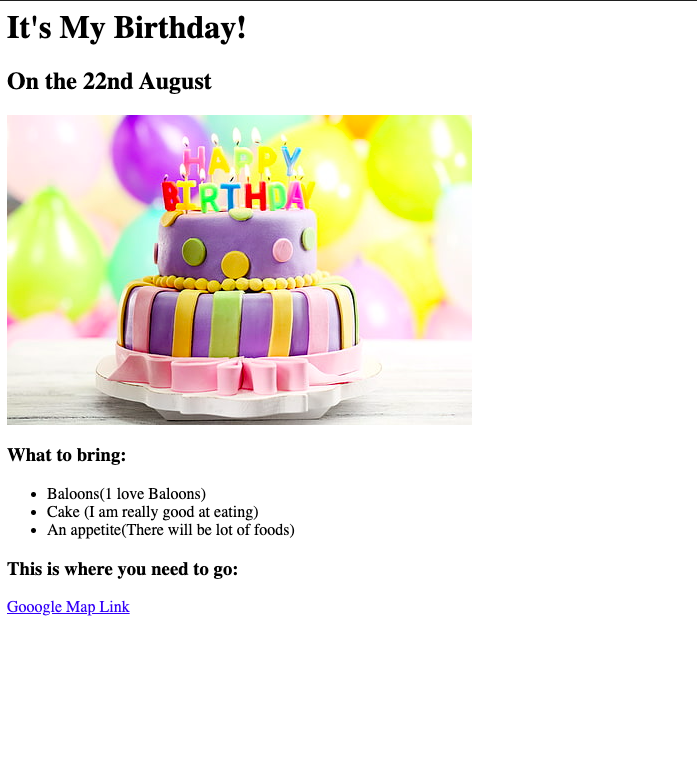 It's My Birthday!
On the 22nd August
HAPPY
BIRTHDAY
What to bring:
Baloons(1 love Baloons)
Cake (I am really good at eating)
An appetite(There will be lot of foods)
This is where you need to go:
Gooogle Map Link